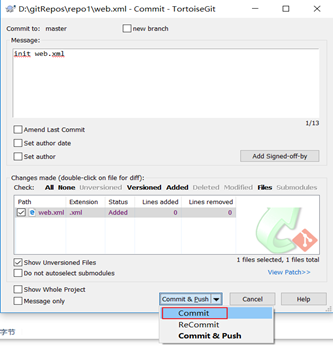 D:\gitRepos\repo1\web.xml - Commit - TortoiseGit
Commit to: master new branch
Message:
init web.xml
1/13
Amend Last Commit
Set author date
Set author Add Signed-off-by
Changes made (double-click on file for diff):
Check: All None Unversioned Versioned Added Deleted Modified Files Submodules
Path Extension Status Lines added Lines removed
web.xml .xml Added 0 0
Show Unversioned Files 1 files selected, 1 files total
Do not autoselect submodules View Patch>>
Show Whole Project
Message only Commit & Push Cancel Help
Commit
ReCommit
Commit & Push
字节